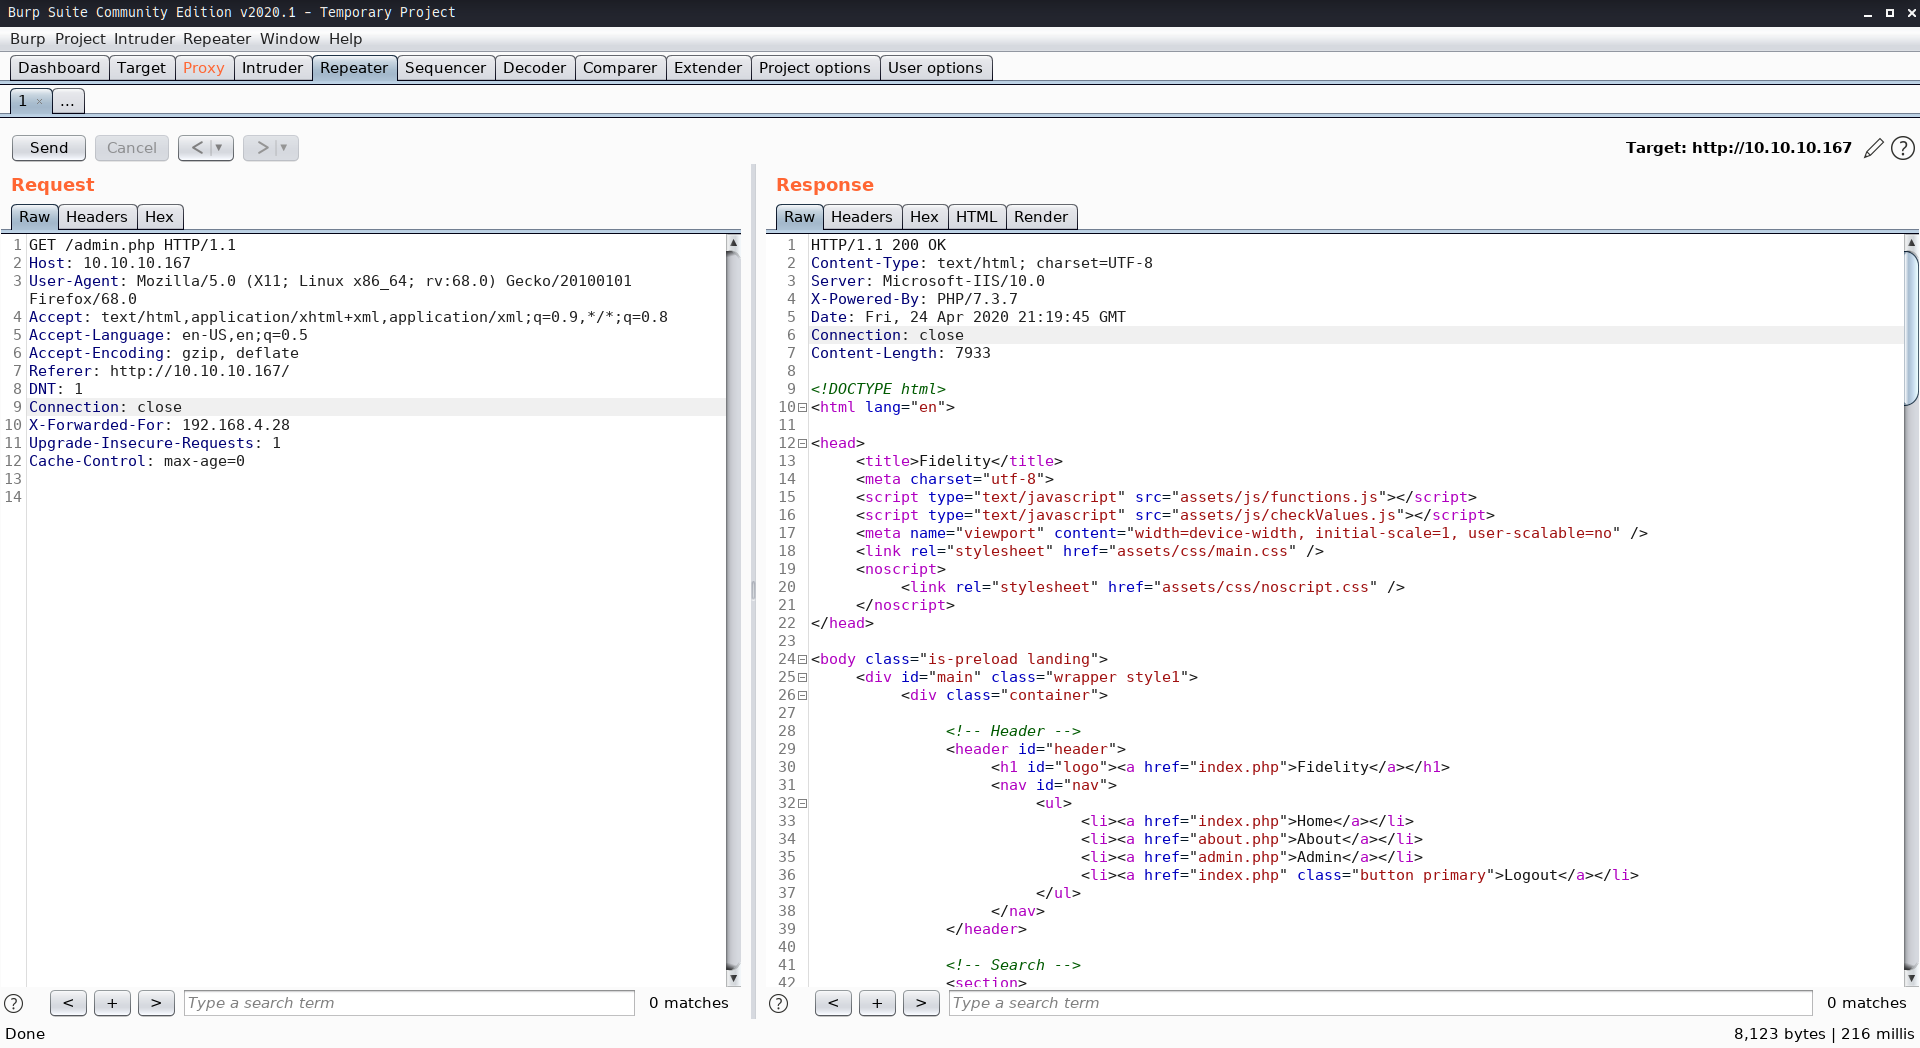 Burp Suite Community Edition v2020.1 - Temporary Project
Burp Project Intruder Repeater Window Help
Dashboard Target Proxy Intruder Repeater Sequencer Decoder Comparer Extender Project options User options
1 × ...
Send Cancel < > Target: http://10.10.10.167 ?
Request
Raw Headers Hex
1 GET /admin.php HTTP/1.1
2 Host: 10.10.10.167
3 User-Agent: Mozilla/5.0 (X11; Linux x86_64; rv:68.0) Gecko/20100101
Firefox/68.0
4 Accept: text/html,application/xhtml+xml,application/xml;q=0.9,*/*;q=0.8
5 Accept-Language: en-US,en;q=0.5
6 Accept-Encoding: gzip, deflate
7 Referer: http://10.10.10.167/
8 DNT: 1
9 Connection: close
10 X-Forwarded-For: 192.168.4.28
11 Upgrade-Insecure-Requests: 1
12 Cache-Control: max-age=0
13
14
? < + > Type a search term 0 matches
Response
Raw Headers Hex HTML Render
1 HTTP/1.1 200 OK
2 Content-Type: text/html; charset=UTF-8
3 Server: Microsoft-IIS/10.0
4 X-Powered-By: PHP/7.3.7
5 Date: Fri, 24 Apr 2020 21:19:45 GMT
6 Connection: close
7 Content-Length: 7933
8
9 <!DOCTYPE html>
10 <html lang="en">
11
12 <head>
13 <title>Fidelity</title>
14 <meta charset="utf-8">
15 <script type="text/javascript" src="assets/js/functions.js"></script>
16 <script type="text/javascript" src="assets/js/checkValues.js"></script>
17 <meta name="viewport" content="width=device-width, initial-scale=1, user-scalable=no" />
18 <link rel="stylesheet" href="assets/css/main.css" />
19 <noscript>
20 <link rel="stylesheet" href="assets/css/noscript.css" />
21 </noscript>
22 </head>
23
24 <body class="is-preload landing">
25 <div id="main" class="wrapper style1">
26 <div class="container">
27
28 <!-- Header -->
29 <header id="header">
30 <h1 id="logo"><a href="index.php">Fidelity</a></h1>
31 <nav id="nav">
32 <ul>
33 <li><a href="index.php">Home</a></li>
34 <li><a href="about.php">About</a></li>
35 <li><a href="admin.php">Admin</a></li>
36 <li><a href="index.php" class="button primary">Logout</a></li>
37 </ul>
38 </nav>
39 </header>
40
41 <!-- Search -->
42 <section>
? < + > Type a search term 0 matches
Done 8,123 bytes | 216 millis